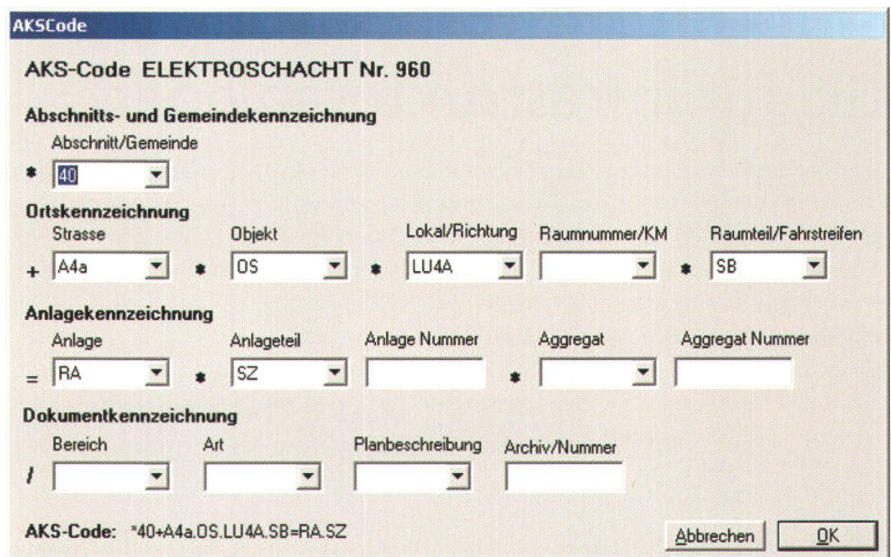 AKSCode
AKS-Code ELEKTROSCHACHT Nr. 960
Abschnitts- und Gemeindekennzeichnung
Abschnitt/Gemeinde
* 40
Ortskennzeichnung
Strasse Objekt Lokal/Richtung Raumnummer/KM Raumteil/Fahrstreifen
+ A4a * OS * LU4A * SB
Anlagekennzeichnung
Anlage Anlageteil Anlage Nummer Aggregat Aggregat Nummer
= RA * SZ *
Dokumentkennzeichnung
Bereich Art Planbeschreibung Archiv/Nummer
/
AKS-Code: *40+A4a.OS.LU4A.SB=RA.SZ Abbrechen OK